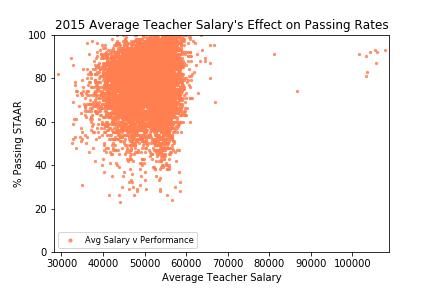 2015 Average Teacher Salary's Effect on Passing Rates
100
80
60
40
20
0
% Passing STAAR
Avg Salary v Performance
30000 40000 50000 60000 70000 80000 90000 100000
Average Teacher Salary